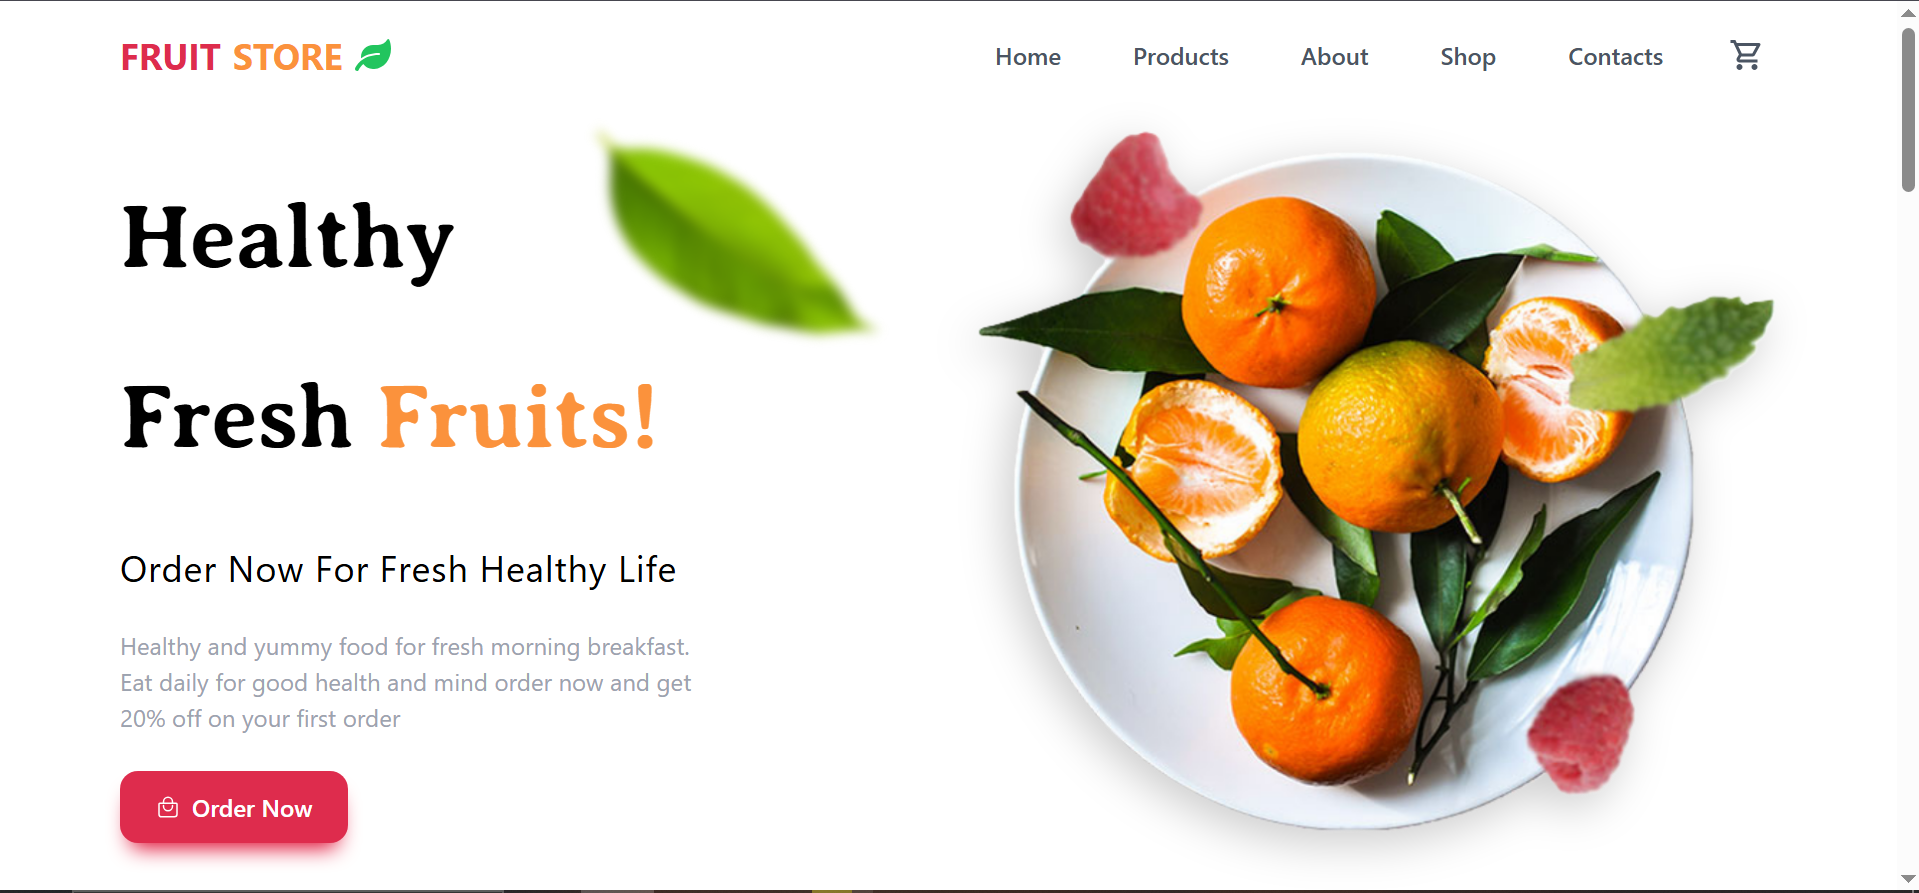 FRUIT STORE
Home Products About Shop Contacts
Healthy
Fresh Fruits!
Order Now For Fresh Healthy Life
Healthy and yummy food for fresh morning breakfast.
Eat daily for good health and mind order now and get
20% off on your first order
Order Now